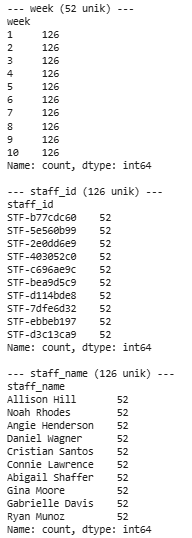 --- week (52 unik) ---
week
1     126
2     126
3     126
4     126
5     126
6     126
7     126
8     126
9     126
10    126
Name: count, dtype: int64

--- staff_id (126 unik) ---
staff_id
STF-b77cdc60    52
STF-5e560b99    52
STF-2e0dd6e9    52
STF-403052c0    52
STF-c696ae9c    52
STF-bea9d5c9    52
STF-d114bde8    52
STF-7dfe6d32    52
STF-ebbeb197    52
STF-d3c13ca9    52
Name: count, dtype: int64

--- staff_name (126 unik) ---
staff_name
Allison Hill       52
Noah Rhodes        52
Angie Henderson    52
Daniel Wagner      52
Cristian Santos    52
Connie Lawrence    52
Abigail Shaffer    52
Gina Moore         52
Gabrielle Davis    52
Ryan Munoz         52
Name: count, dtype: int64